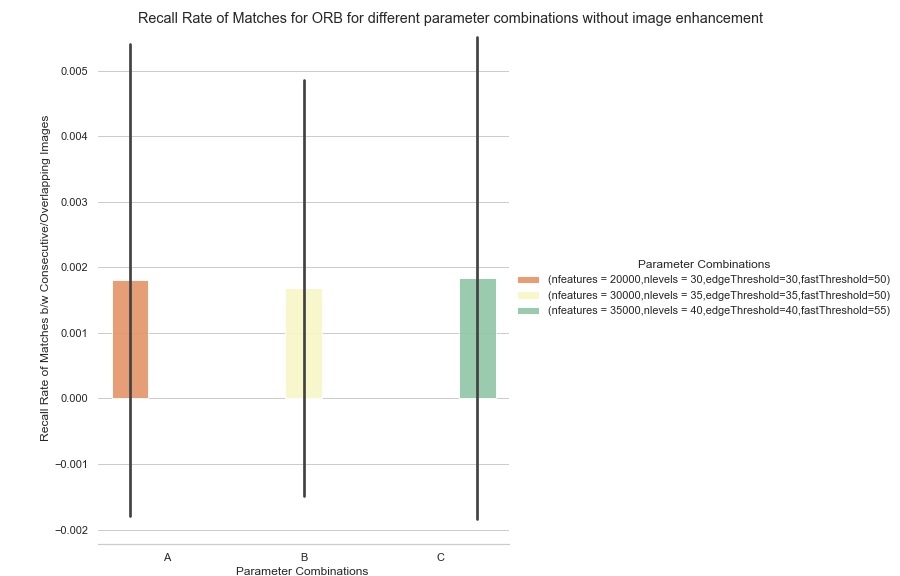 Recall Rate of Matches for ORB for different parameter combinations without image enhancement
Recall Rate of Matches b/w Consecutive/Overlapping Images
0.005
0.004
0.003
0.002
0.001
0.000
−0.001
−0.002
A B C
Parameter Combinations
Parameter Combinations
(nfeatures = 20000,nlevels = 30,edgeThreshold=30,fastThreshold=50)
(nfeatures = 30000,nlevels = 35,edgeThreshold=35,fastThreshold=50)
(nfeatures = 35000,nlevels = 40,edgeThreshold=40,fastThreshold=55)